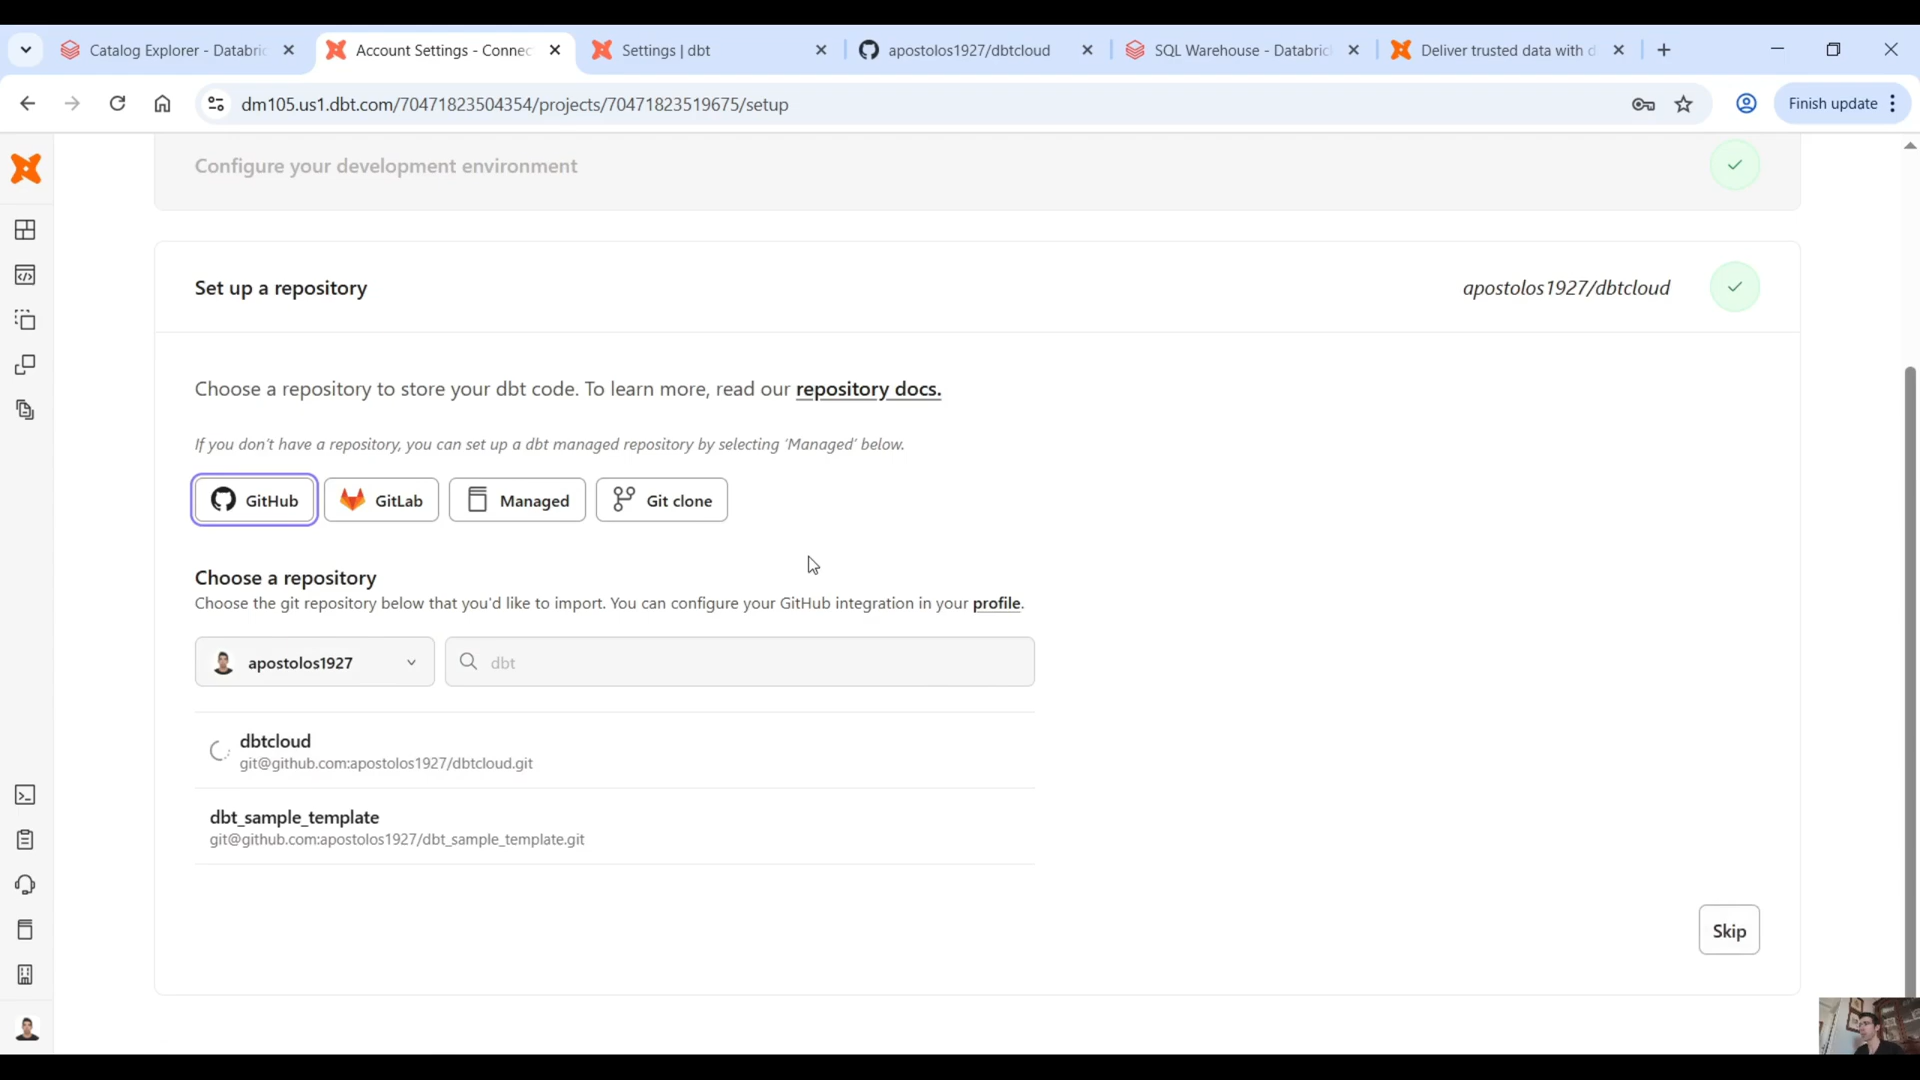 Catalog Explorer - Databric
Account Settings - Connec
Settings | dbt
apostolos1927/dbtcloud
SQL Warehouse - Databric
Deliver trusted data with d
dm105.us1.dbt.com/70471823504354/projects/70471823519675/setup
Finish update
Configure your development environment
Set up a repository
apostolos1927/dbtcloud
Choose a repository to store your dbt code. To learn more, read our repository docs.
If you don't have a repository, you can set up a dbt managed repository by selecting 'Managed' below.
GitHub
GitLab
Managed
Git clone
Choose a repository
Choose the git repository below that you'd like to import. You can configure your GitHub integration in your profile.
apostolos1927
dbt
dbtcloud
git@github.com:apostolos1927/dbtcloud.git
dbt_sample_template
git@github.com:apostolos1927/dbt_sample_template.git
Skip